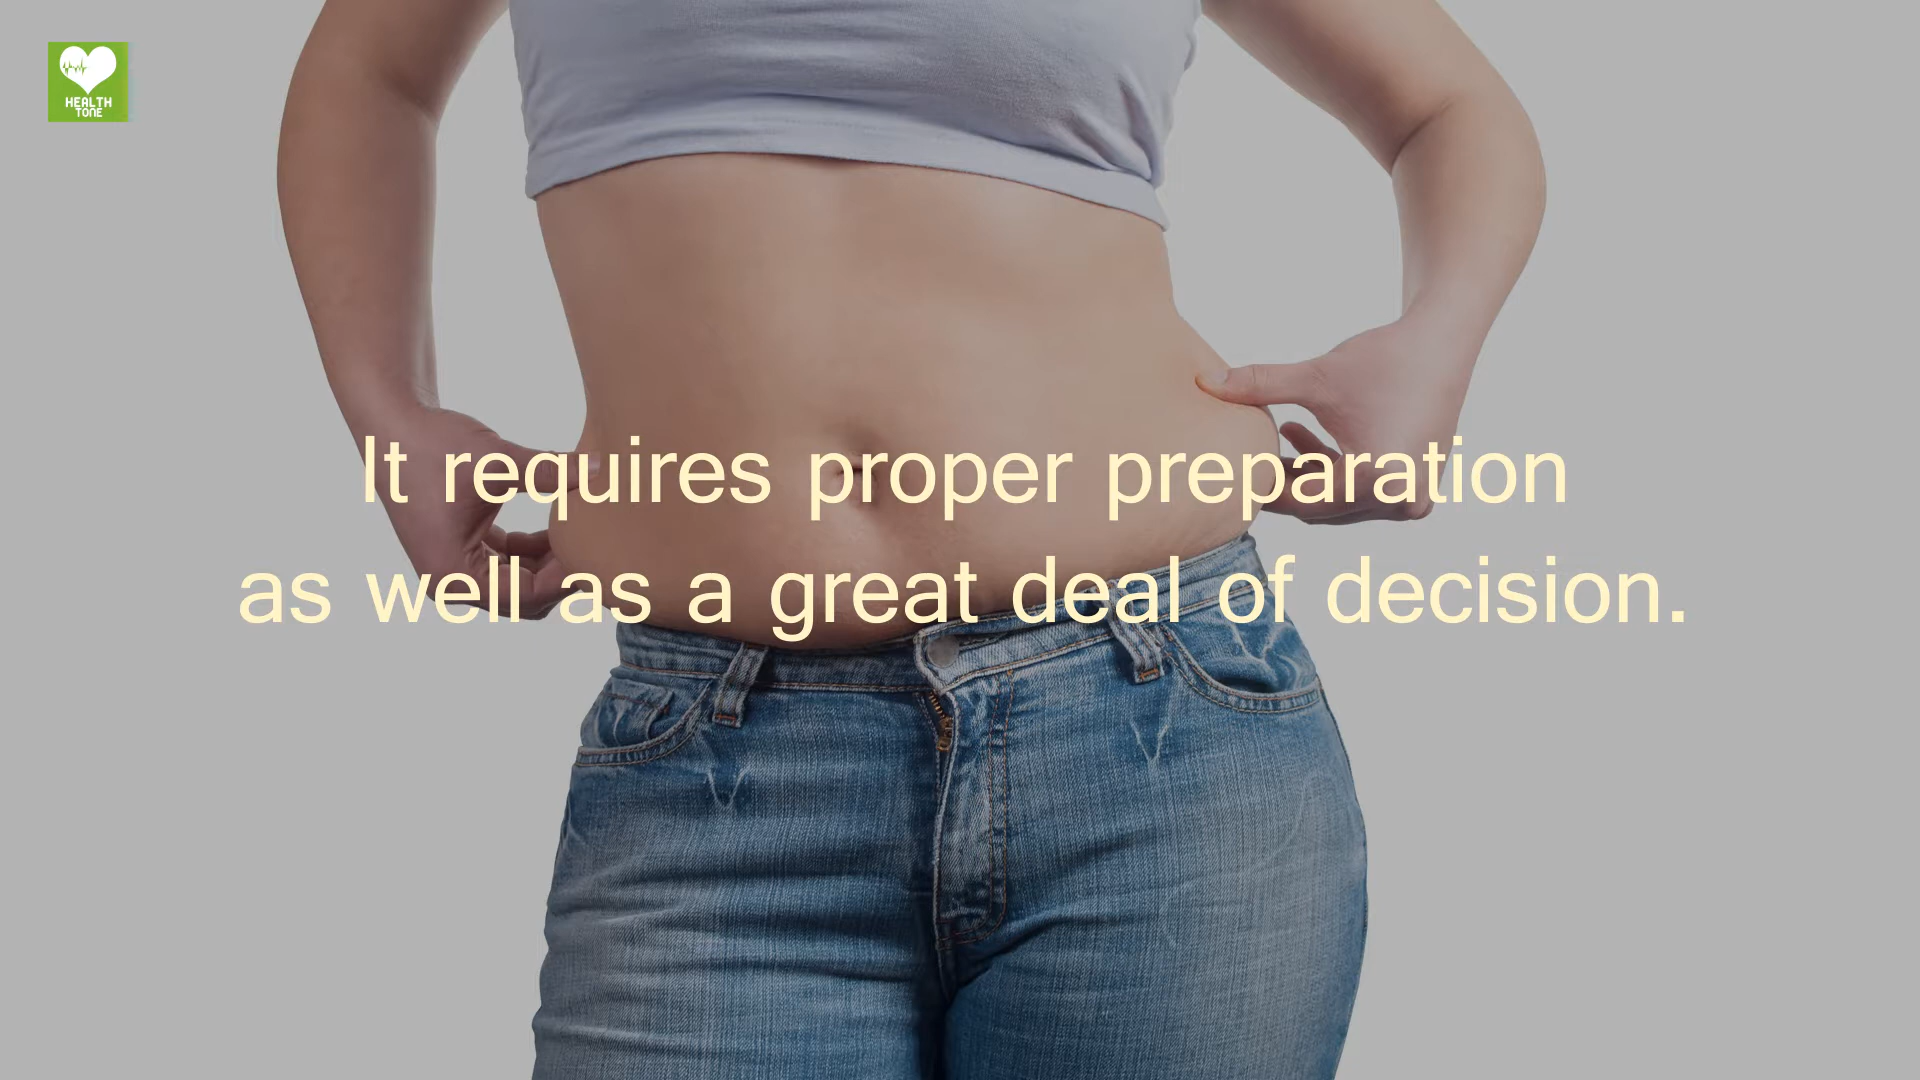 HEALTH
TONE
It requires proper preparation
as well as a great deal of decision.